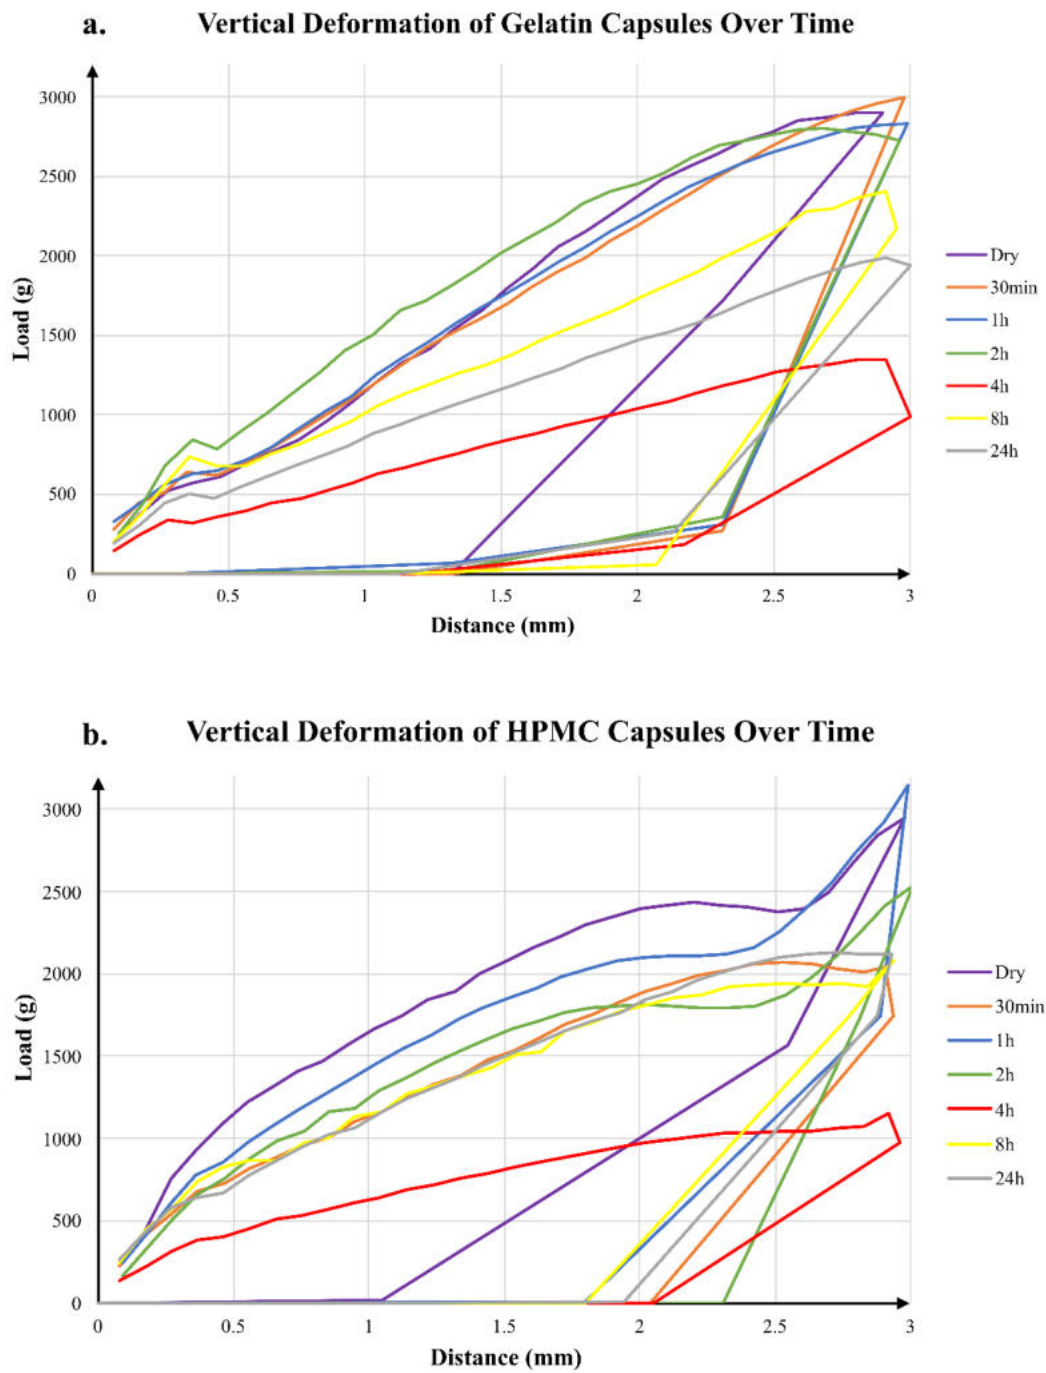 a. Vertical Deformation of Gelatin Capsules Over Time
3000
2500
2000
1500
1000
500
0
Load (g)
0 0.5 1 1.5 2 2.5 3
Distance (mm)
Dry
30min
1h
2h
4h
8h
24h
b. Vertical Deformation of HPMC Capsules Over Time
3000
2500
2000
1500
1000
500
0
Load (g)
0 0.5 1 1.5 2 2.5 3
Distance (mm)
Dry
30min
1h
2h
4h
8h
24h